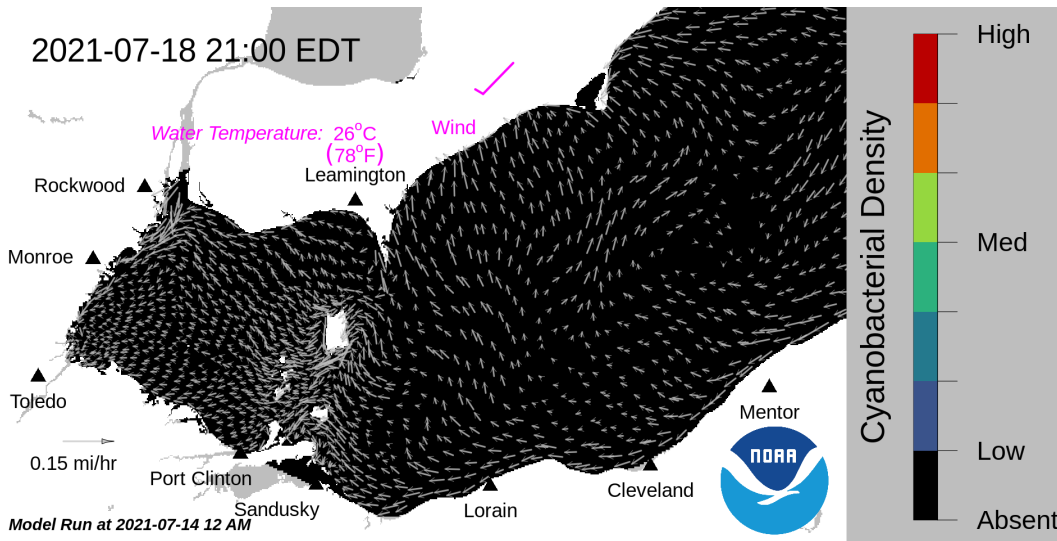 2021-07-18 21:00 EDT
High
Wind
Water Temperature: 26°C
(78°F)
Leamington
Rockwood
Monroe
Med
Cyanobacterial Density
Toledo
Mentor
0.15 mi/hr
NOAA
Low
Port Clinton
Cleveland
Sandusky
Lorain
Model Run at 2021-07-14 12 AM
Absent